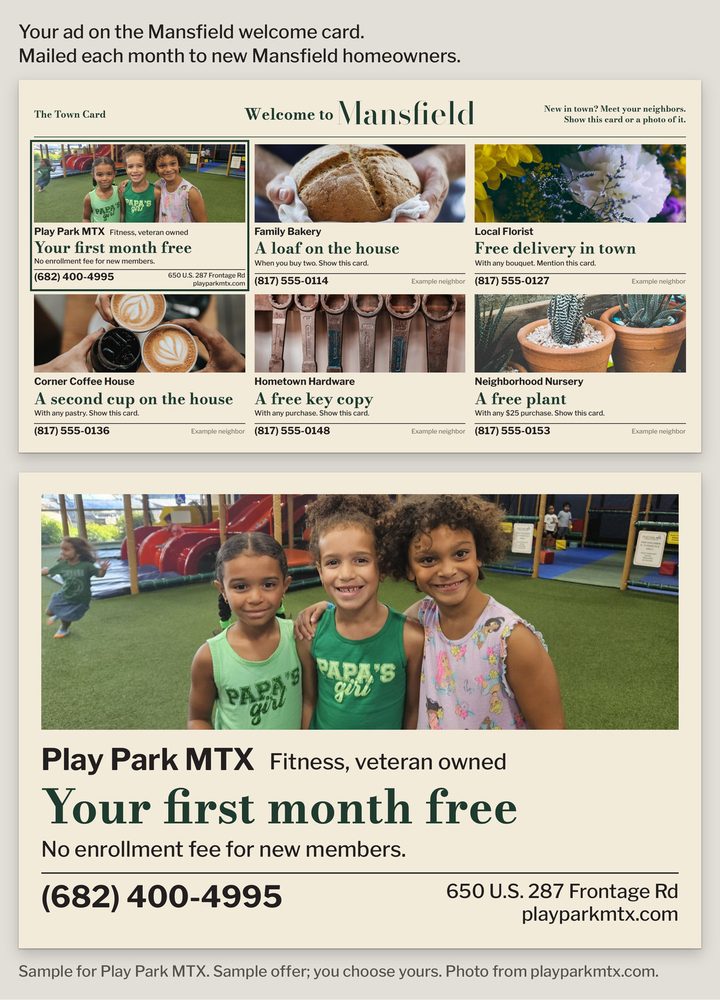 Your ad on the Mansfield welcome card.
Mailed each month to new Mansfield homeowners.
The Town Card
Welcome to Mansfield
New in town? Meet your neighbors.
Show this card or a photo of it.
PAPA'S girl
PAPA'S girl
Play Park MTX Fitness, veteran owned
Your first month free
No enrollment fee for new members.
(682) 400-4995
650 U.S. 287 Frontage Rd
playparkmtx.com
Family Bakery
A loaf on the house
When you buy two. Show this card.
(817) 555-0114
Example neighbor
Local Florist
Free delivery in town
With any bouquet. Mention this card.
(817) 555-0127
Example neighbor
Corner Coffee House
A second cup on the house
With any pastry. Show this card.
(817) 555-0136
Example neighbor
Hometown Hardware
A free key copy
With any purchase. Show this card.
(817) 555-0148
Example neighbor
Neighborhood Nursery
A free plant
With any $25 purchase. Show this card.
(817) 555-0153
Example neighbor
PAPA'S
girl
PAPA'S
girl
Play Park MTX Fitness, veteran owned
Your first month free
No enrollment fee for new members.
(682) 400-4995
650 U.S. 287 Frontage Rd
playparkmtx.com
Sample for Play Park MTX. Sample offer; you choose yours. Photo from playparkmtx.com.